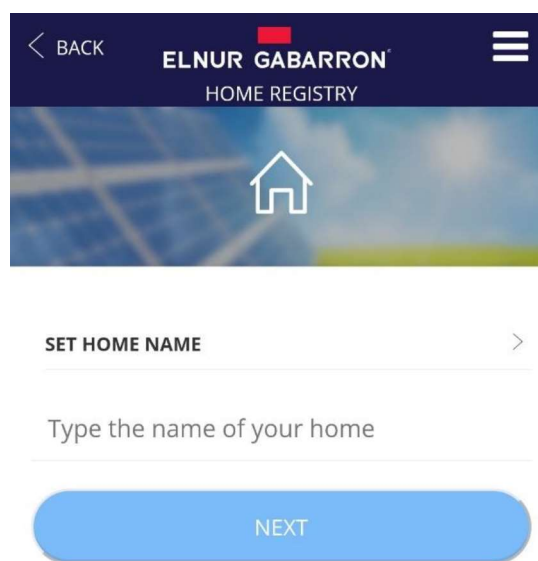 BACK
ELNUR GABARRON
HOME REGISTRY
SET HOME NAME
Type the name of your home
NEXT